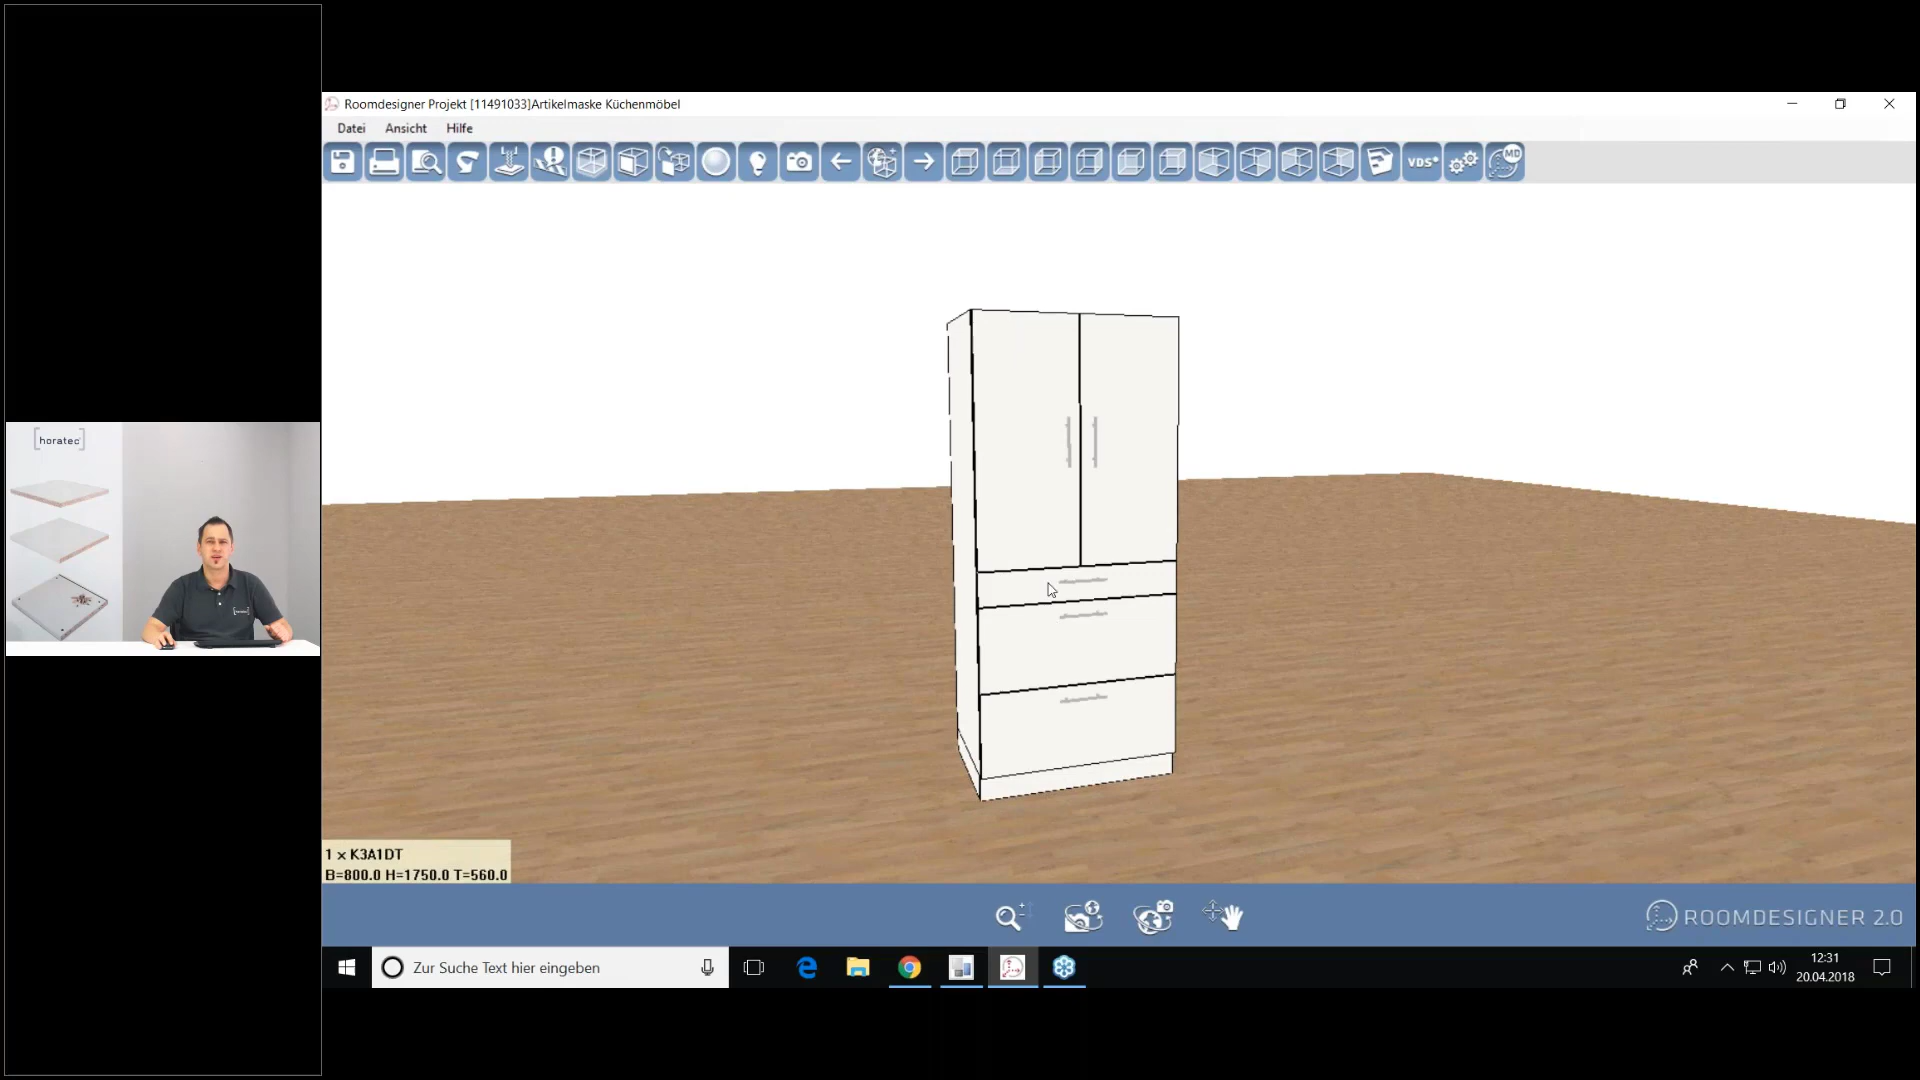 Roomdesigner Projekt [11491033]Artikelmaske Küchenmöbel
Datei Ansicht Hilfe
VDS*
MD
[horatec]
1 x K3A1DT
B=800.0 H=1750.0 T=560.0
ROOMDESIGNER 2.0
Zur Suche Text hier eingeben
12:31
20.04.2018